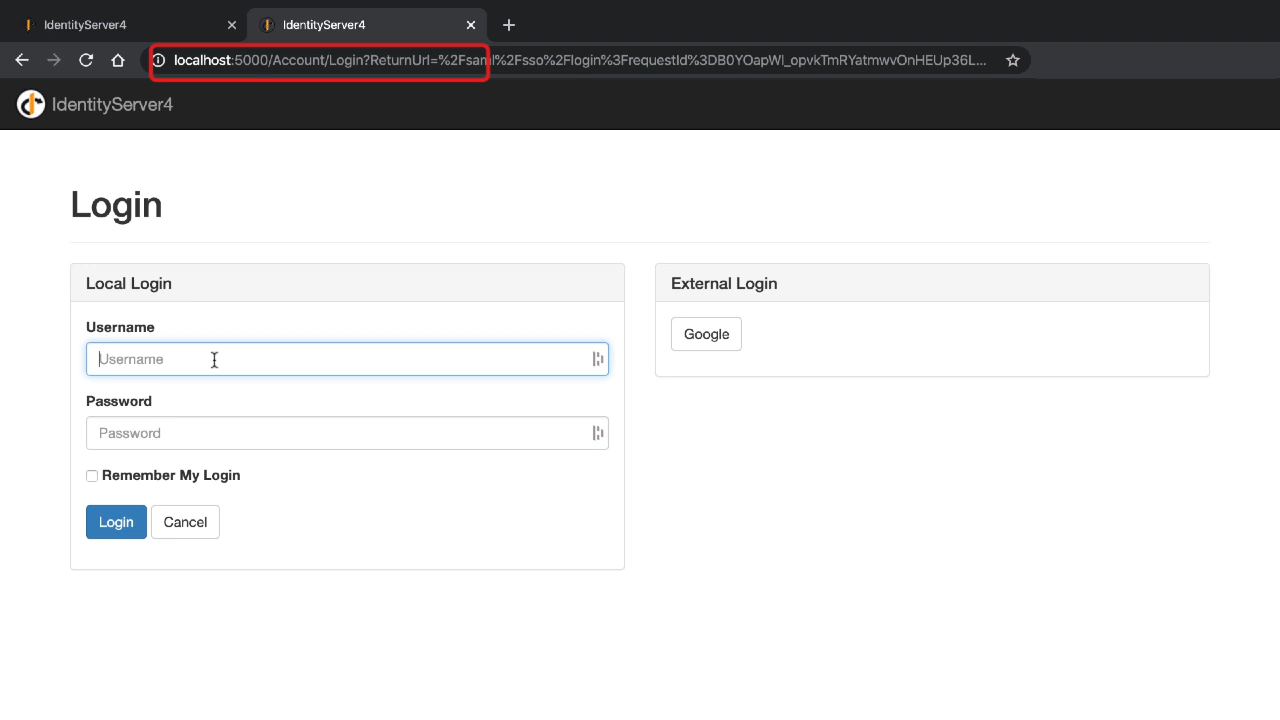 IdentityServer4
IdentityServer4
localhost:5000/Account/Login?ReturnUrl=%2Fsaml%2Fsso%2Flogin%3FrequestId%3DB0YOapWl_opvkTmRYatmwvOnHEUp36L...
IdentityServer4
Login
Local Login
Username
Username
Password
Password
Remember My Login
Login Cancel
External Login
Google